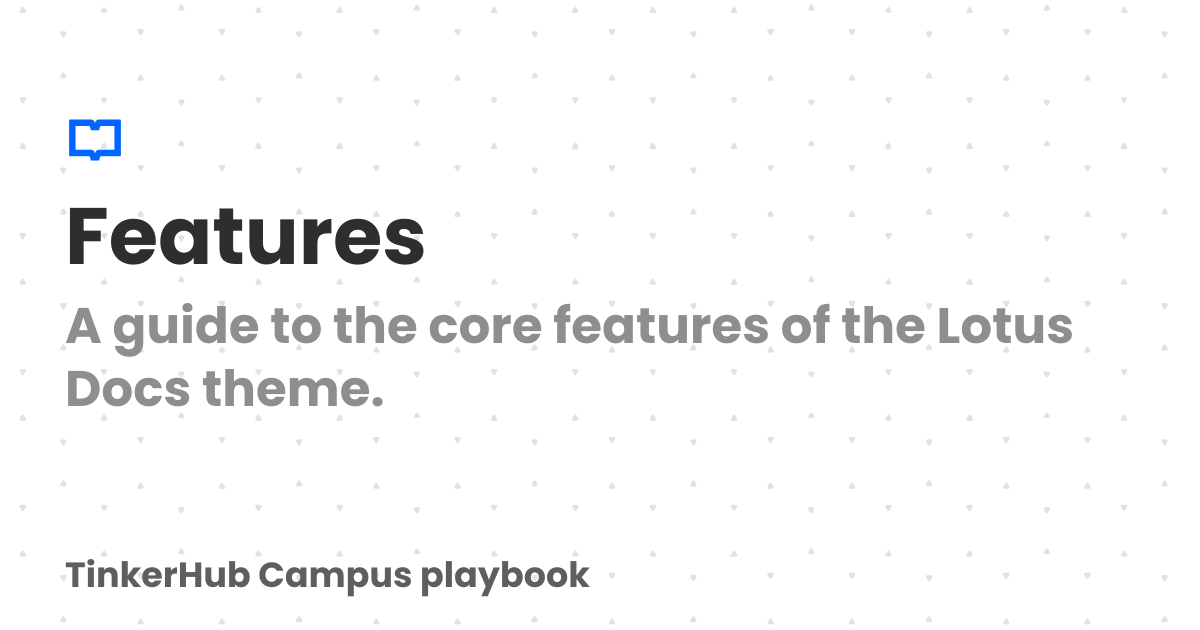 Features
A guide to the core features of the Lotus
Docs theme.
TinkerHub Campus playbook